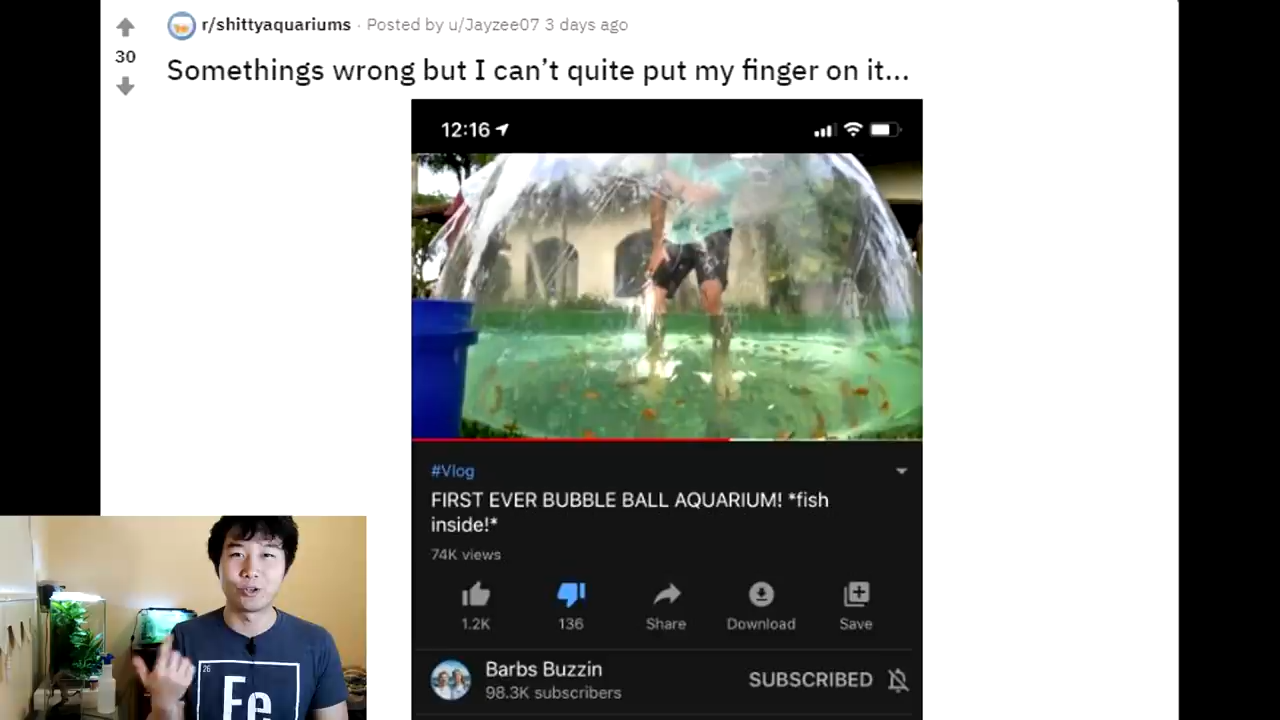 r/shittyaquariums · Posted by u/Jayzee07 3 days ago
30
Somethings wrong but I can't quite put my finger on it...
12:16
#Vlog
FIRST EVER BUBBLE BALL AQUARIUM! *fish
inside!*
74K views
1.2K 136 Share Download Save
Barbs Buzzin
98.3K subscribers
SUBSCRIBED
26
Fe